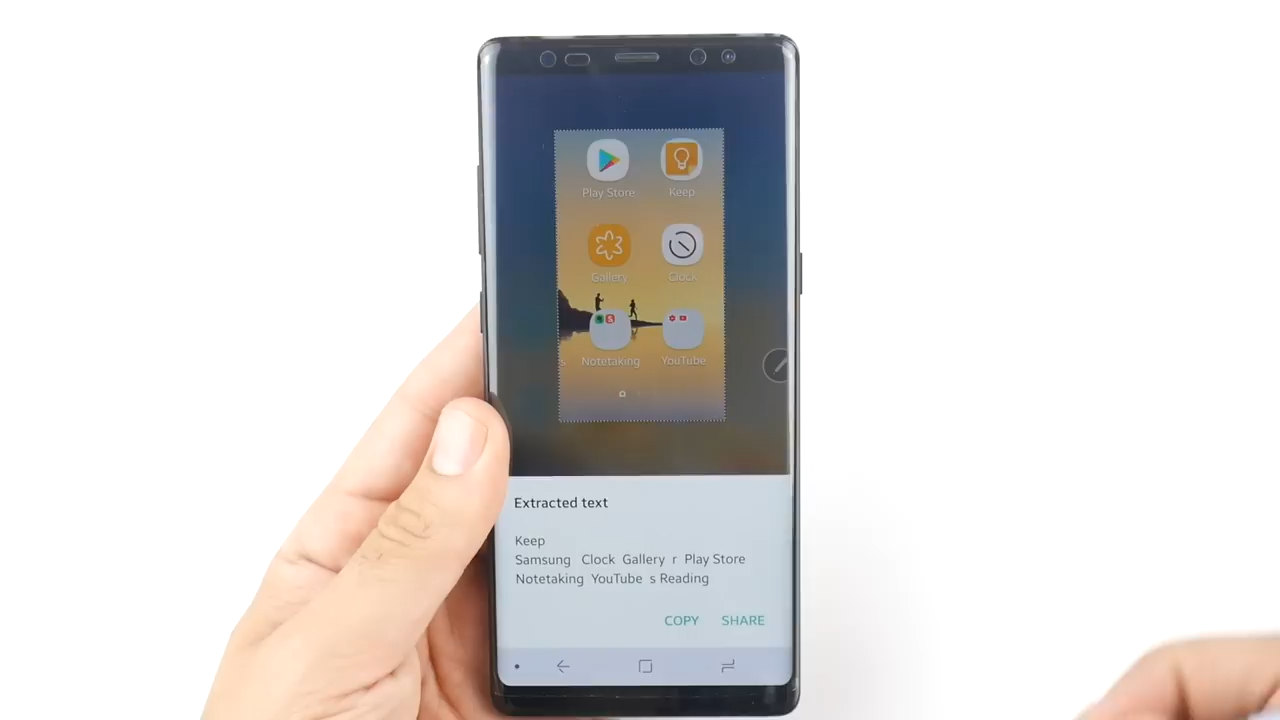 Play Store Keep
Gallery Clock
s Notetaking YouTube
Extracted text
Keep
Samsung Clock Gallery r Play Store
Notetaking YouTube s Reading
COPY SHARE